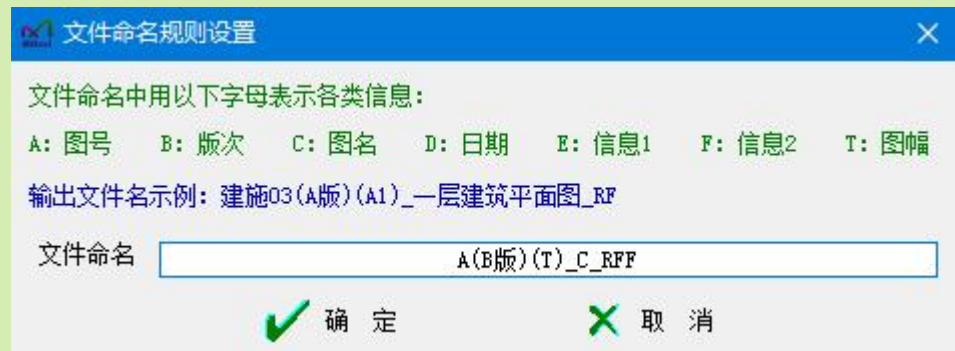 文件命名规则设置
文件命名中用以下字母表示各类信息:
A: 图号 B: 版次 C: 图名 D: 日期 E: 信息1 F: 信息2 T: 图幅
输出文件名示例: 建施03(A版)(A1)_一层建筑平面图_RF
文件命名 A(B版)(T)_C_RFF
确 定 取 消